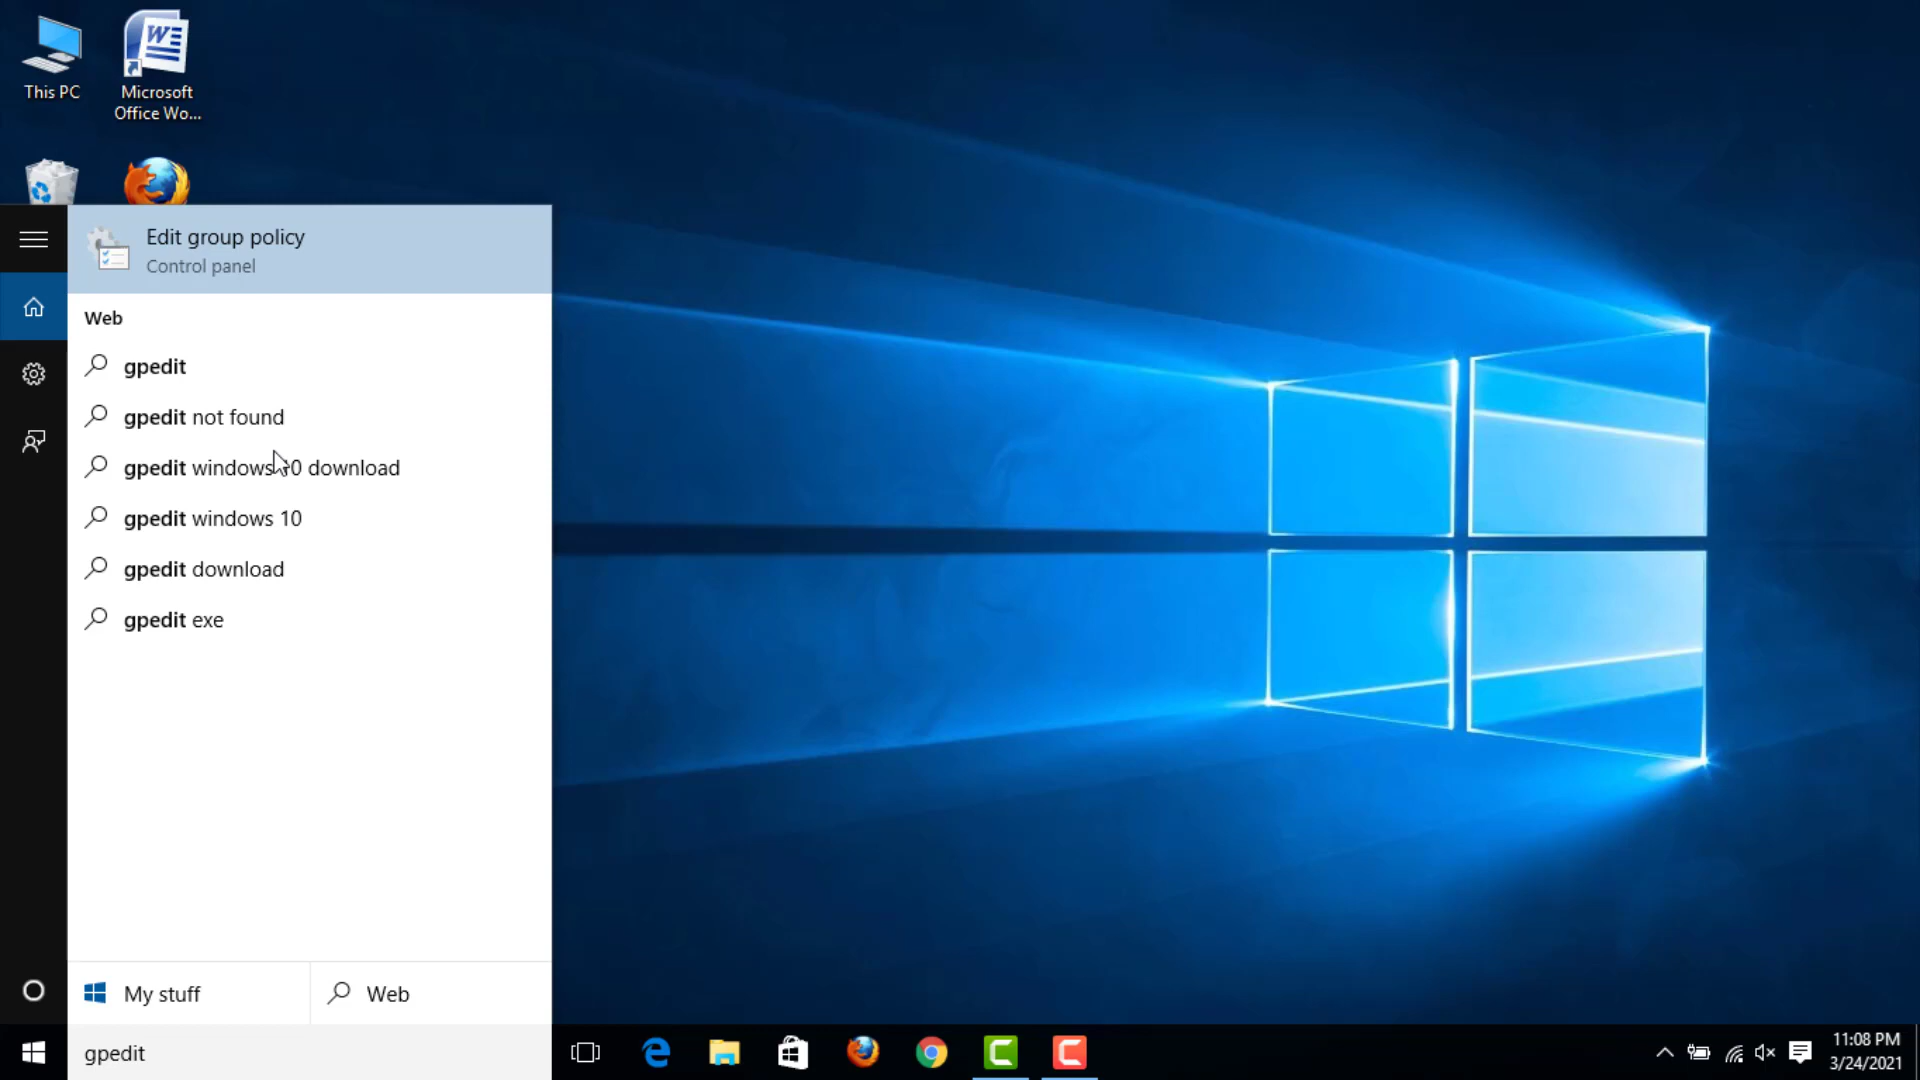 This PC
Microsoft
Office Wo...
Edit group policy
Control panel
Web
gpedit
gpedit not found
gpedit windows 10 download
gpedit windows 10
gpedit download
gpedit exe
My stuff
Web
gpedit
11:08 PM
3/24/2021